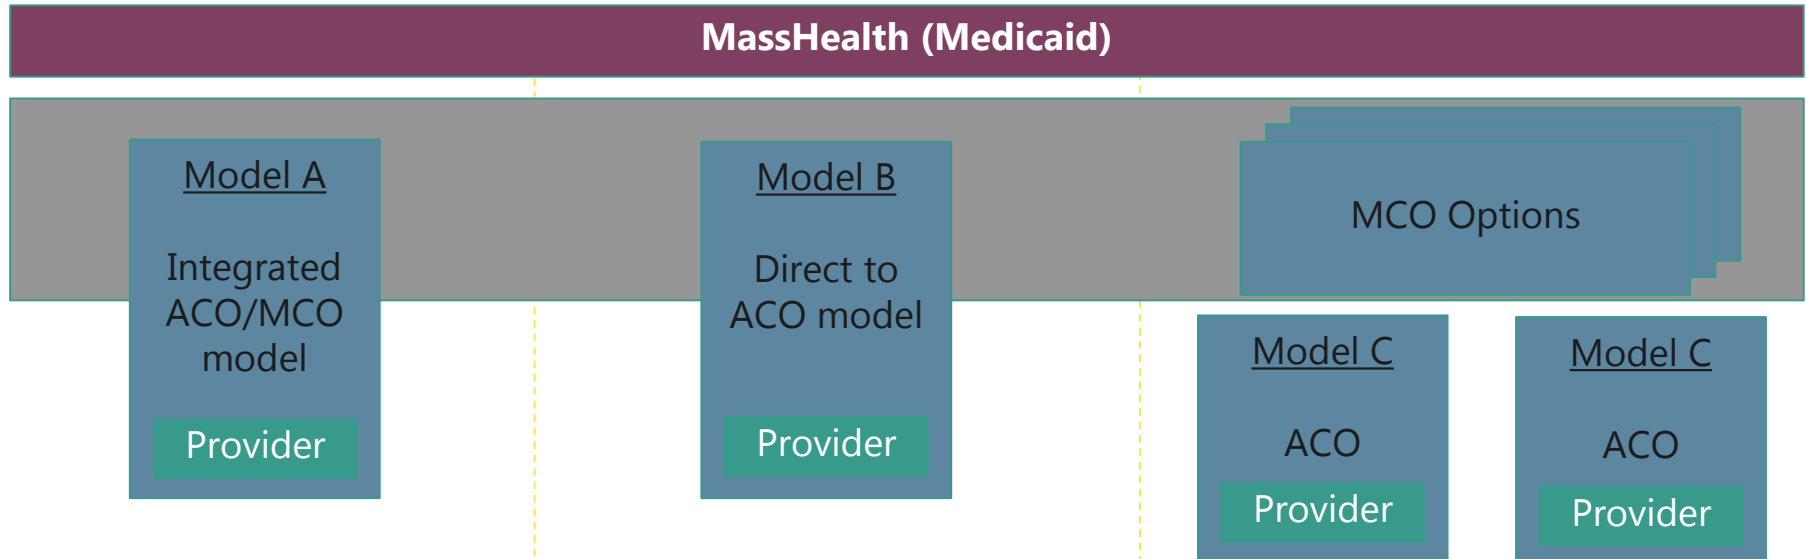 MassHealth (Medicaid)
Model A
Integrated
ACO/MCO
model
Provider
Model B
Direct to
ACO model
Provider
MCO Options
Model C
ACO
Provider
Model C
ACO
Provider